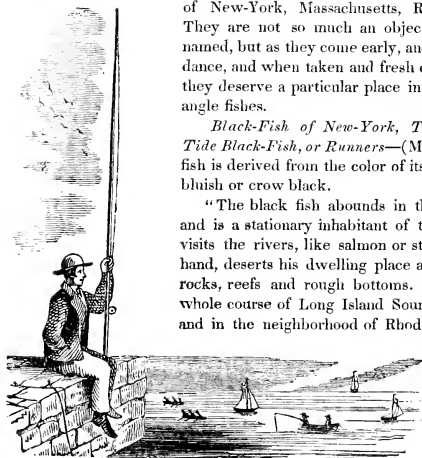 of New-York, Massachusetts, R
They are not so much an objec
named, but as they come early, an
dance, and when taken and fresh
they deserve a particular place in
angle fishes.
Black-Fish of New-York, T
Tide Black-Fish, or Runners—(M
fish is derived from the color of its
bluish or crow black.
"The black fish abounds in th
and is a stationary inhabitant of t
visits the rivers, like salmon or st
hand, deserts his dwelling place a
rocks, reefs and rough bottoms.
whole course of Long Island Soun
and in the neighborhood of Rhod